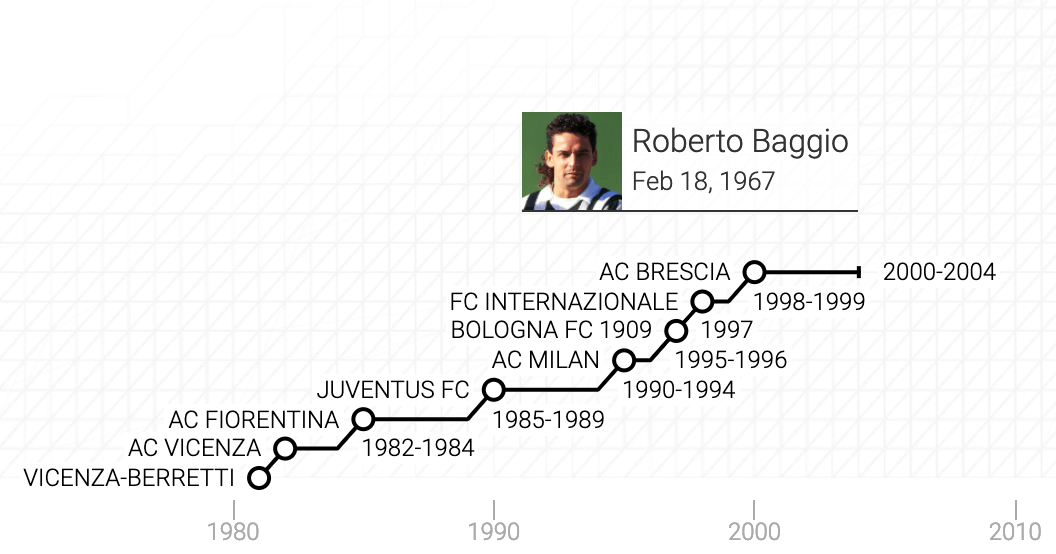 Roberto Baggio
Feb 18, 1967
AC BRESCIA 2000-2004
FC INTERNAZIONALE 1998-1999
BOLOGNA FC 1909 1997
AC MILAN 1995-1996
JUVENTUS FC 1990-1994
AC FIORENTINA 1985-1989
AC VICENZA 1982-1984
VICENZA-BERRETTI
1980 1990 2000 2010